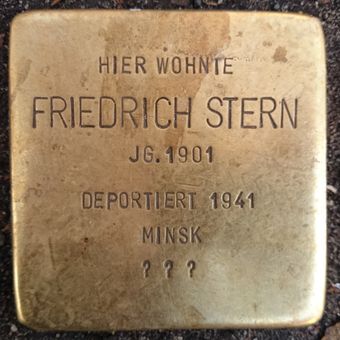 HIER WOHNTE
FRIEDRICH STERN
JG. 1901
DEPORTIERT 1941
MINSK
? ? ?